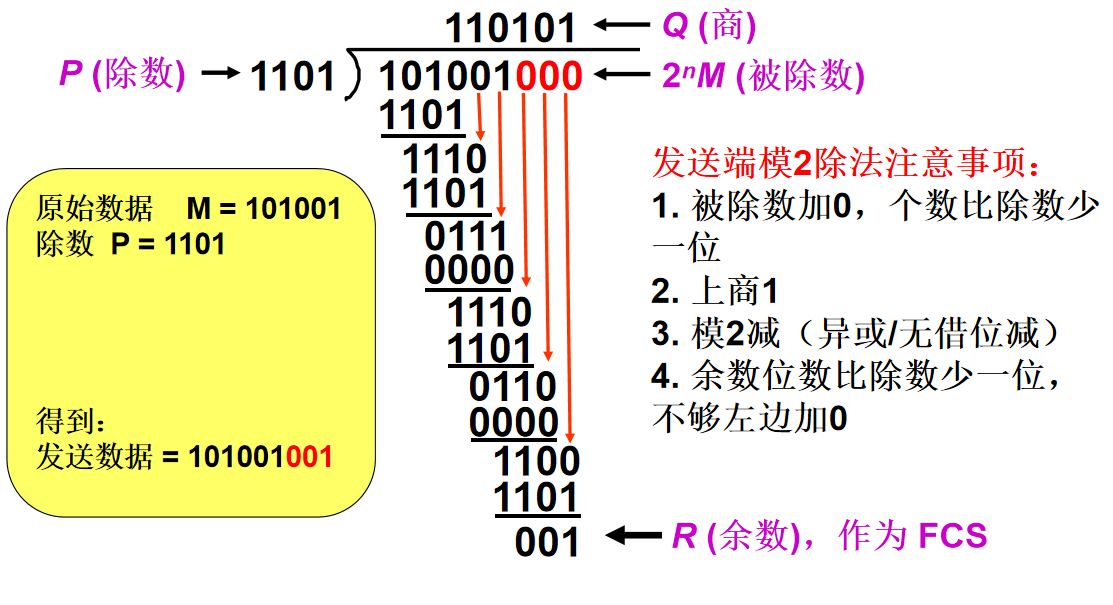 110101
Q (商)
P (除数)
1101
101001000
2ⁿM (被除数)
1101
1110
1101
0111
0000
1110
1101
0110
0000
1100
1101
001
R (余数)，作为 FCS
原始数据 M = 101001
除数 P = 1101
得到：
发送数据 = 101001001
发送端模2除法注意事项：
1. 被除数加0，个数比除数少
一位
2. 上商1
3. 模2减（异或/无借位减）
4. 余数位数比除数少一位，
不够左边加0